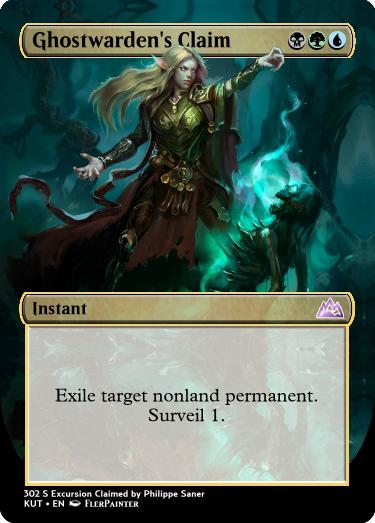 Ghostwarden's Claim
Instant
Exile target nonland permanent.
Surveil 1.
302 S Excursion Claimed by Philippe Saner
KUT • EN FlerPainter